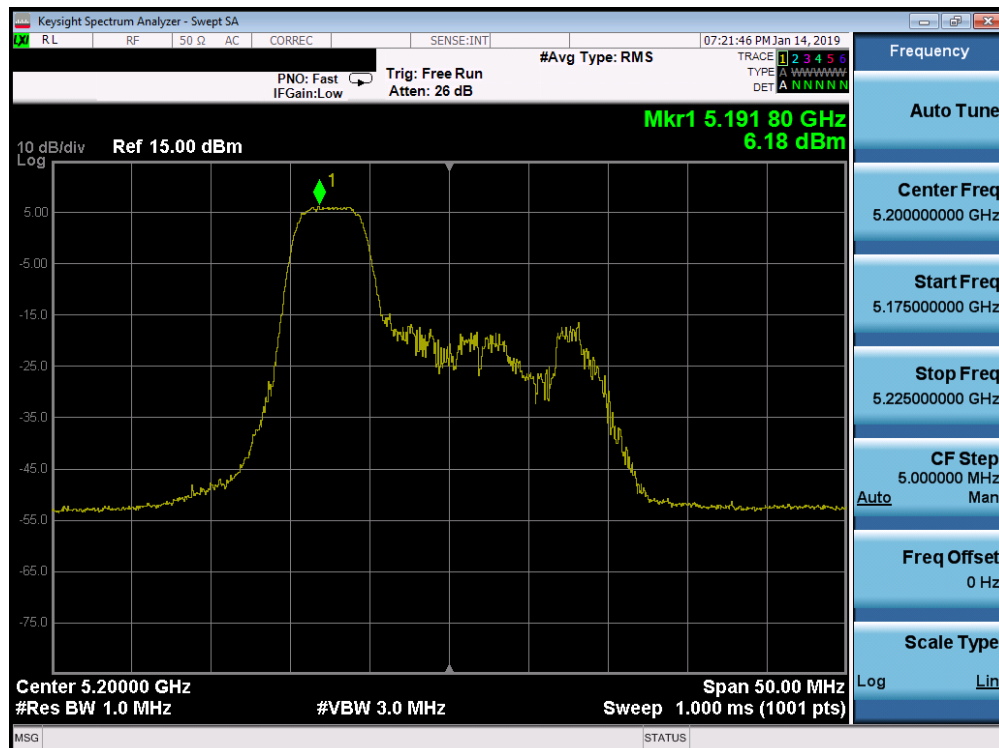 Keysight Spectrum Analyzer - Swept SA
LXI RL RF 50 Ω AC CORREC SENSE:INT 07:21:46 PM Jan 14, 2019
#Avg Type: RMS TRACE 1 2 3 4 5 6
PNO: Fast Trig: Free Run TYPE A WWWWW
IFGain:Low Atten: 26 dB DET A N N N N N
Mkr1 5.191 80 GHz
6.18 dBm
10 dB/div Ref 15.00 dBm
Log
1
5.00
-5.00
-15.0
-25.0
-35.0
-45.0
-55.0
-65.0
-75.0
Center 5.20000 GHz Span 50.00 MHz
#Res BW 1.0 MHz #VBW 3.0 MHz Sweep 1.000 ms (1001 pts)
MSG STATUS
Frequency
Auto Tune
Center Freq
5.200000000 GHz
Start Freq
5.175000000 GHz
Stop Freq
5.225000000 GHz
CF Step
5.000000 MHz
Auto Man
Freq Offset
0 Hz
Scale Type
Log Lin